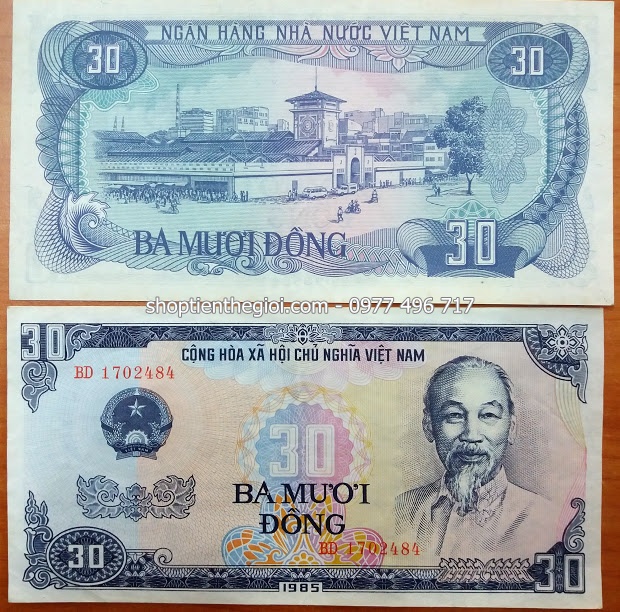 NGÂN HÀNG NHÀ NƯỚC VIỆT NAM
30
30
BA MƯƠI ĐỒNG
30
shoptienthegioi.com - 0977 496 717
30
CỘNG HÒA XÃ HỘI CHỦ NGHĨA VIỆT NAM
BD 1702484
30
BA MƯƠI
ĐỒNG
BD 1702484
30
30
1985